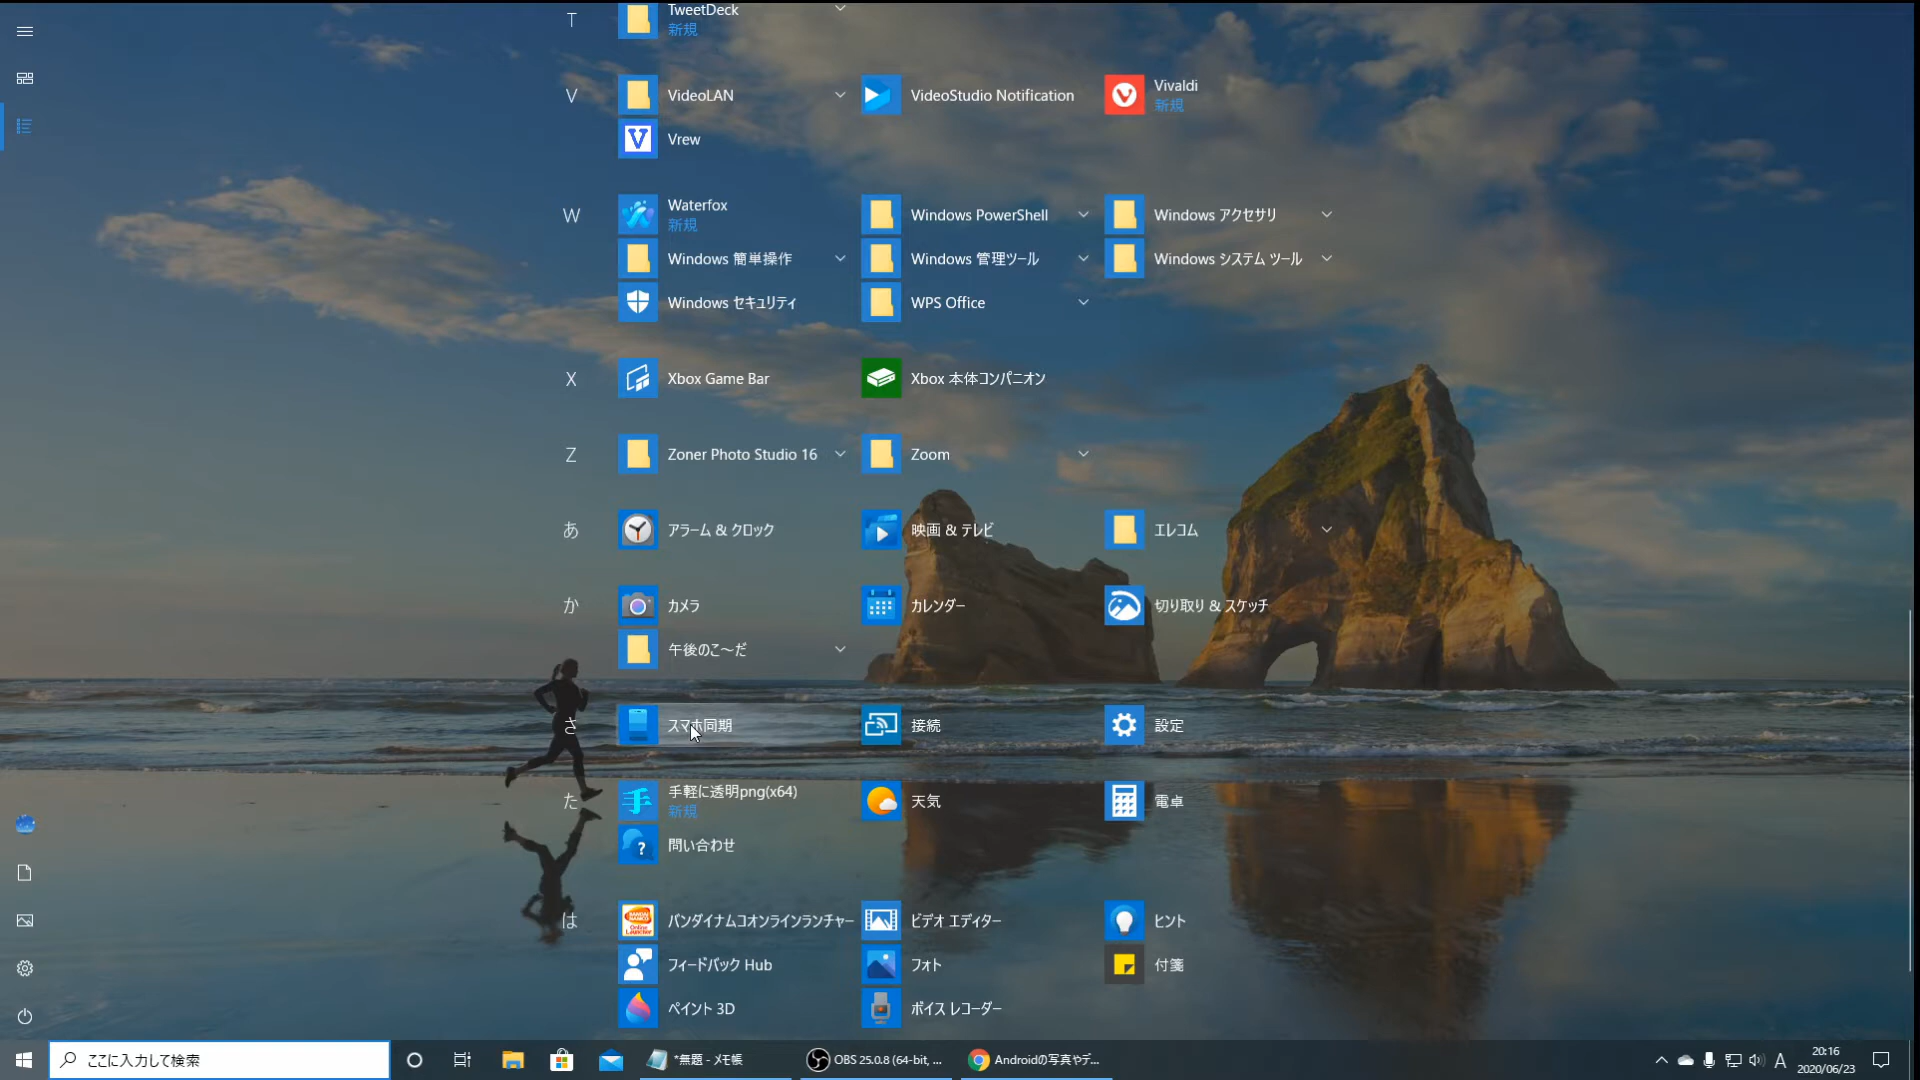 T
TweetDeck
新規
V
VideoLAN
VideoStudio Notification
Vivaldi
新規
Vrew
W
Waterfox
新規
Windows PowerShell
Windows アクセサリ
Windows 簡単操作
Windows 管理ツール
Windows システム ツール
Windows セキュリティ
WPS Office
X
Xbox Game Bar
Xbox 本体コンパニオン
Z
Zoner Photo Studio 16
Zoom
あ
アラーム & クロック
映画 & テレビ
エレコム
か
カメラ
カレンダー
切り取り & スケッチ
午後のこ～だ
さ
スマホ同期
接続
設定
た
手軽に透明png(x64)
新規
天気
電卓
問い合わせ
は
バンダイナムコオンラインランチャー
ビデオ エディター
ヒント
フィードバック Hub
フォト
付箋
ペイント 3D
ボイス レコーダー
ここに入力して検索
*無題 - メモ帳
OBS 25.0.8 (64-bit, ...
Androidの写真やデ...
A
20:16
2020/06/23